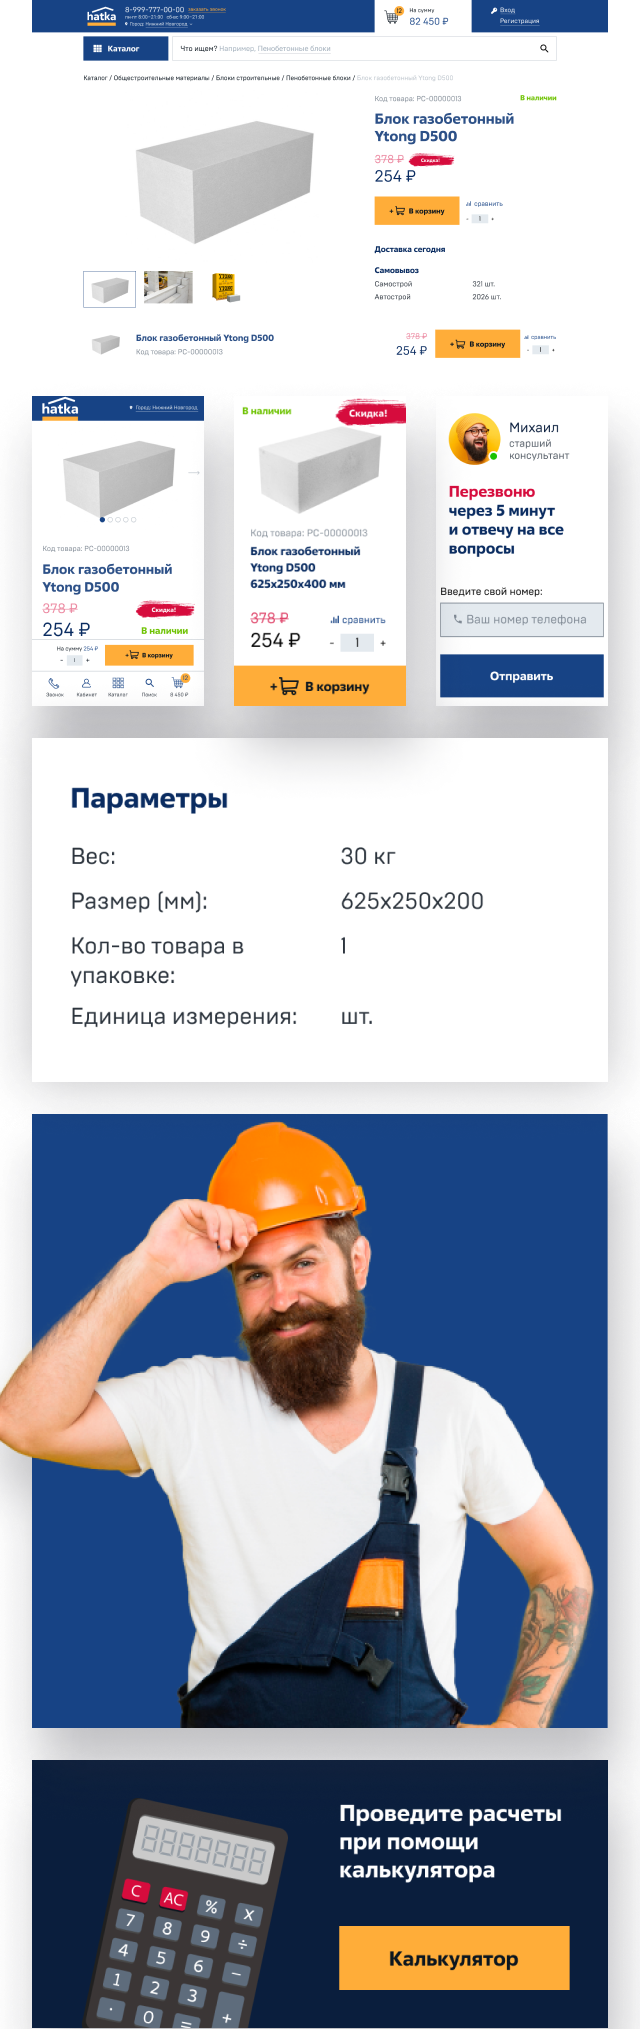 hatka
8-999-777-00-00 заказать звонок
пн-пт 8:00-21:00 сб-вс 9:00-21:00
Город: Нижний Новгород
12
На сумму
82 450 ₽
Вход
Регистрация
Каталог
Что ищем? Например, Пенобетонные блоки
Каталог / Общестроительные материалы / Блоки строительные / Пенобетонные блоки / Блок газобетонный Ytong D500
Код товара: PC-00000013
В наличии
Блок газобетонный
Ytong D500
378 ₽
Скидка!
254 ₽
+ В корзину
сравнить
- 1 +
Доставка сегодня
Самовывоз
Самострой 321 шт.
Автострой 2026 шт.
Блок газобетонный Ytong D500
Код товара: PC-00000013
378 ₽
254 ₽
+ В корзину
сравнить
- 1 +
hatka
Город: Нижний Новгород
Код товара: PC-00000013
Блок газобетонный
Ytong D500
378 ₽
Скидка!
254 ₽
В наличии
На сумму 254 ₽
- 1 +
+ В корзину
12
Звонок
Кабинет
Каталог
Поиск
8 450 ₽
В наличии
Скидка!
Код товара: PC-00000013
Блок газобетонный
Ytong D500
625x250x400 мм
378 ₽
сравнить
254 ₽
- 1 +
+ В корзину
Михаил
старший
консультант
Перезвоню
через 5 минут
и отвечу на все
вопросы
Введите свой номер:
Ваш номер телефона
Отправить
Параметры
Вес: 30 кг
Размер (мм): 625x250x200
Кол-во товара в 1
упаковке:
Единица измерения: шт.
Проведите расчеты
при помощи
калькулятора
Калькулятор
8888888
C AC % X
7 8 9 ÷
4 5 6 −
1 2 3 +
. 0 =